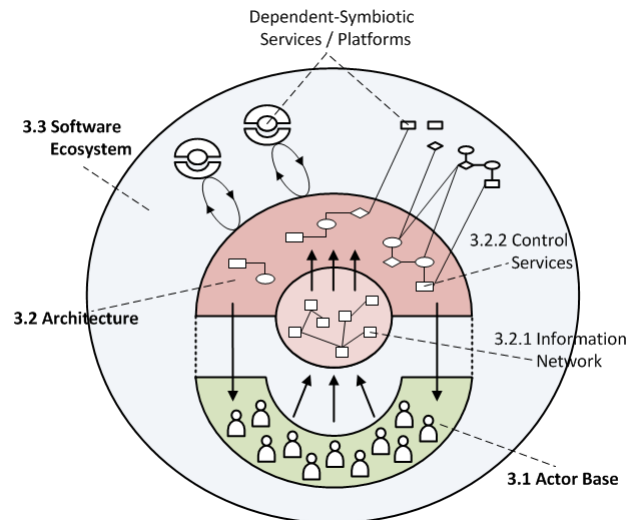 Dependent-Symbiotic
Services / Platforms
3.3 Software
Ecosystem
3.2.2 Control
Services
3.2 Architecture
3.2.1 Information
Network
3.1 Actor Base